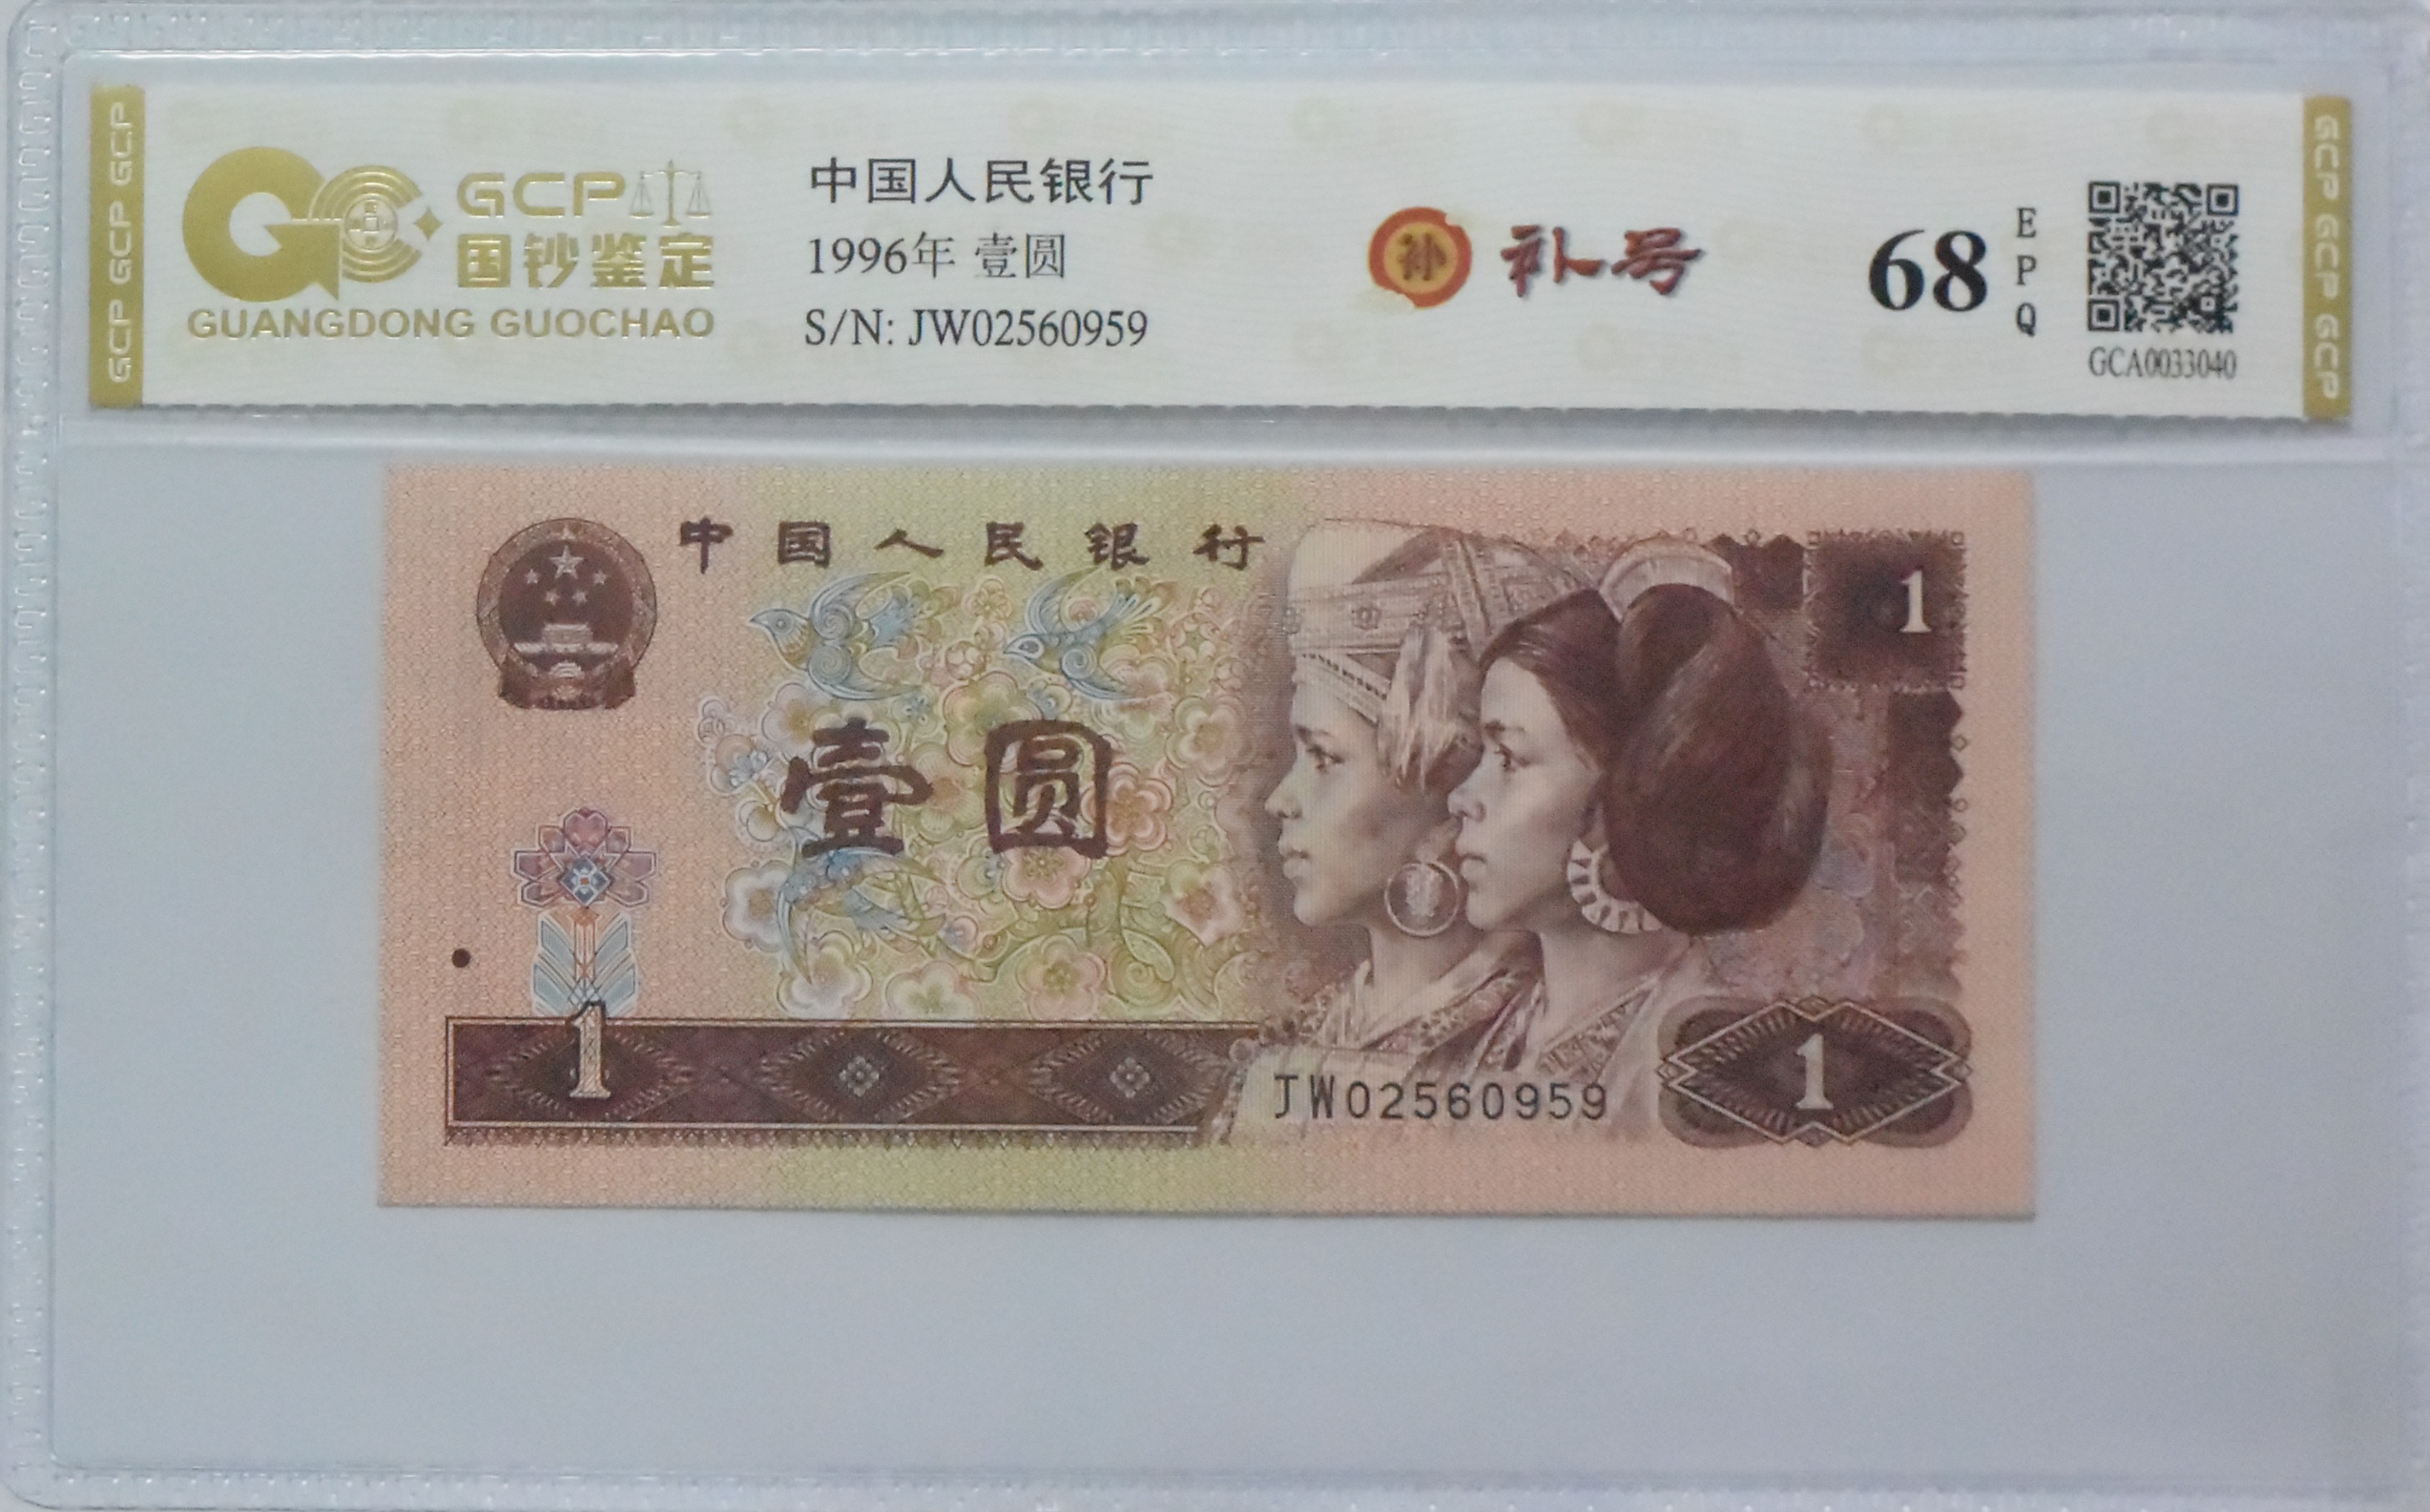 GCP GCP GCP
GCP
国钞鉴定
GUANGDONG GUOCHAO
中国人民银行
1996年 壹圆
S/N: JW02560959
补号
68
EPQ
GCA0033040
GCP GCP GCP
中国人民银行
1
壹圆
1
JW02560959
1